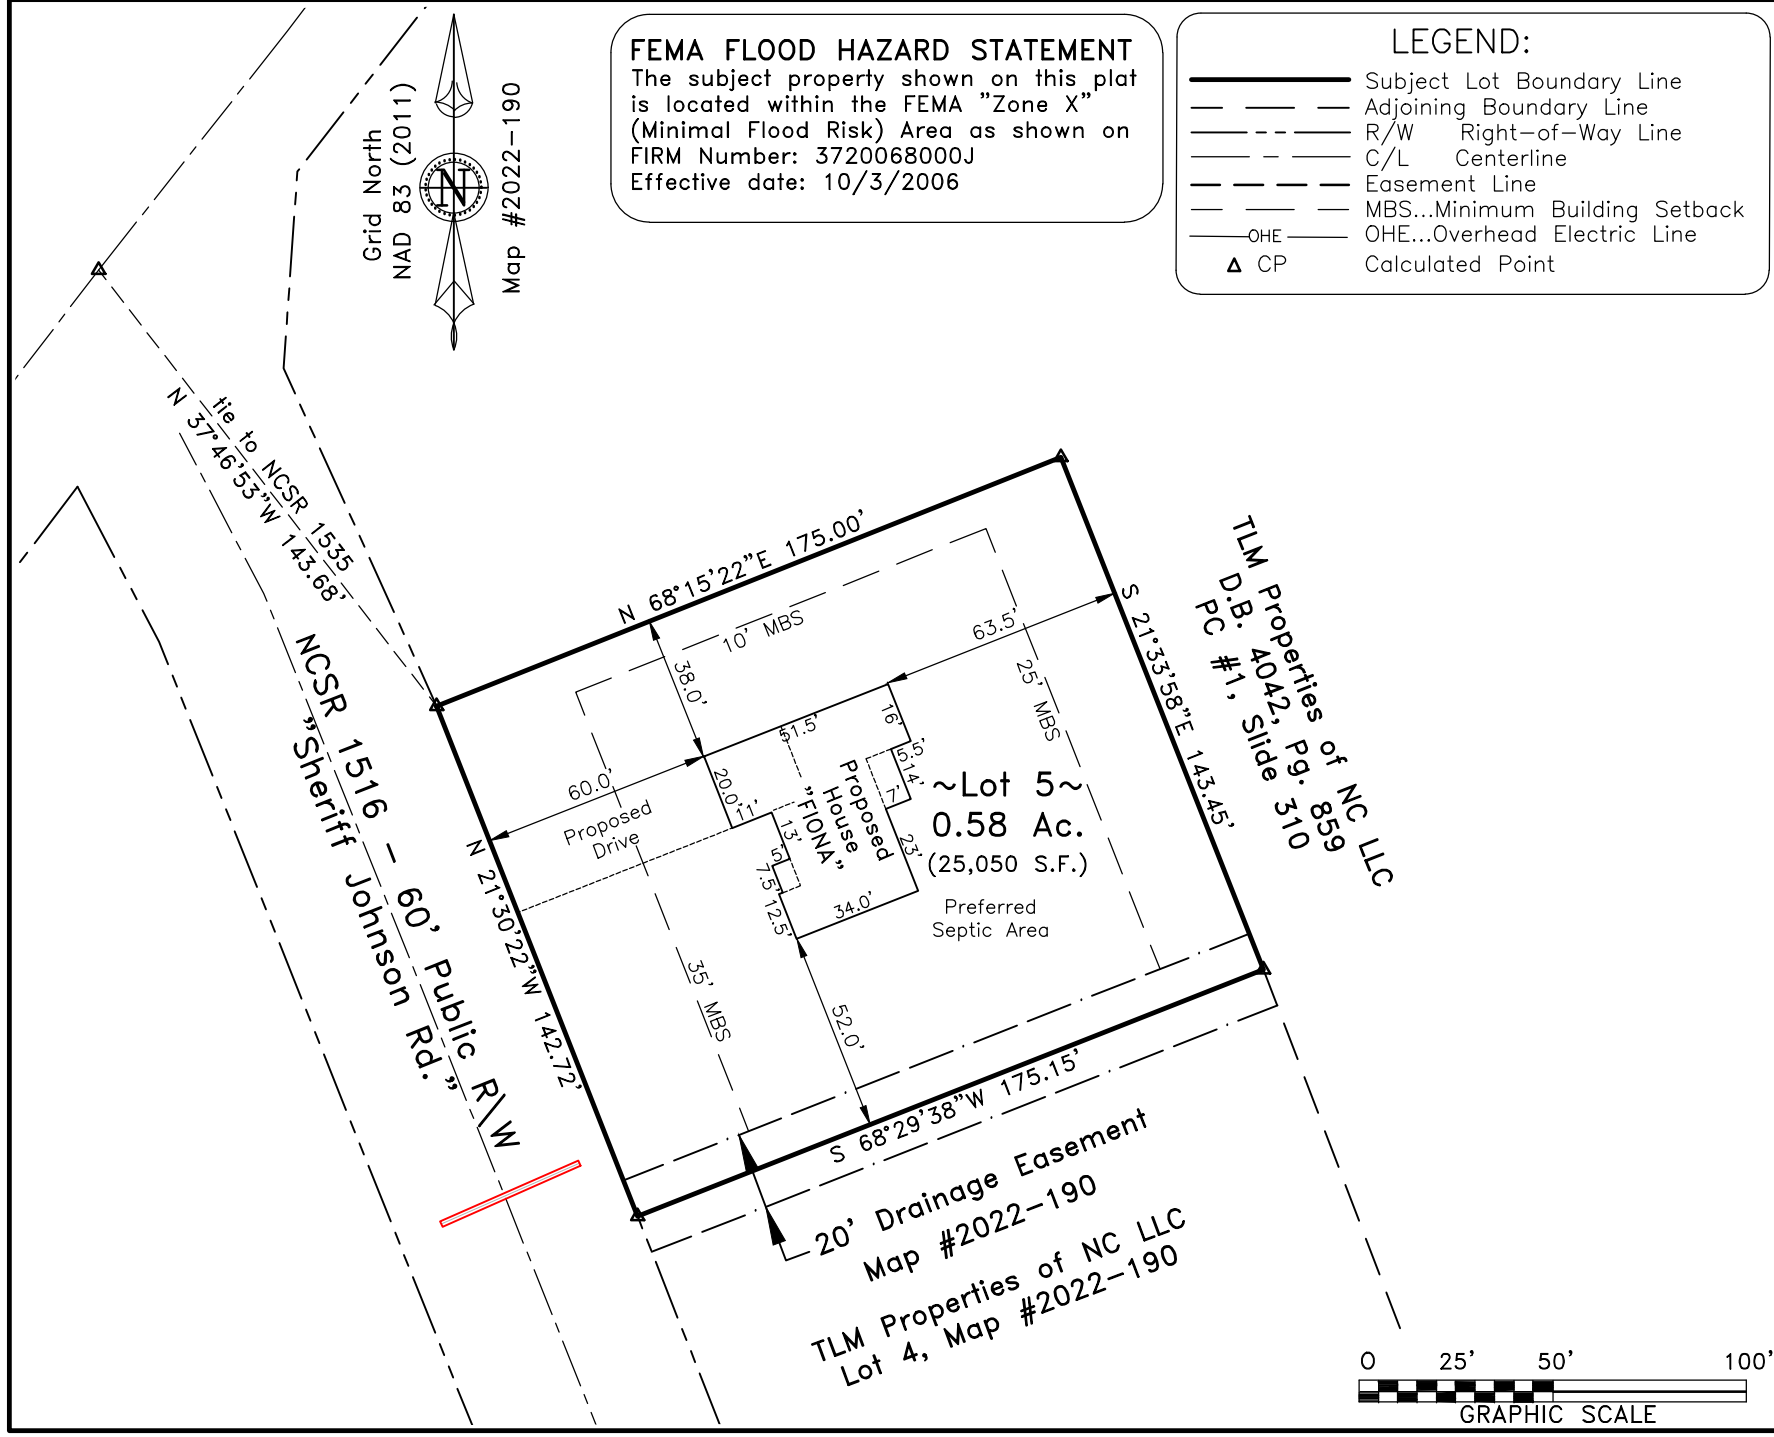 FEMA FLOOD HAZARD STATEMENT
The subject property shown on this plat
is located within the FEMA "Zone X"
(Minimal Flood Risk) Area as shown on
FIRM Number: 3720068000J
Effective date: 10/3/2006
LEGEND:
Subject Lot Boundary Line
Adjoining Boundary Line
R/W Right-of-Way Line
C/L Centerline
Easement Line
MBS...Minimum Building Setback
OHE OHE...Overhead Electric Line
CP Calculated Point
Grid North
NAD 83 (2011)
N
Map #2022-190
tie to NCSR 1535
N 37°46'53"W 143.68'
NCSR 1516 - 60' Public R\W
"Sheriff Johnson Rd."
N 68°15'22"E 175.00'
10' MBS
38.0'
63.5'
25' MBS
S 21°33'58"E 143.45'
TLM Properties of NC LLC
D.B. 4042, Pg. 859
PC #1, Slide 310
60.0'
Proposed
Drive
51.5'
16'
5.5'
14'
7'
23'
34.0'
20.0'
11'
13'
5'
7.5'
12.5'
Proposed
House
"FIONA"
~Lot 5~
0.58 Ac.
(25,050 S.F.)
Preferred
Septic Area
N 21°30'22"W 142.72'
35' MBS
52.0'
S 68°29'38"W 175.15'
20' Drainage Easement
Map #2022-190
TLM Properties of NC LLC
Lot 4, Map #2022-190
0 25' 50' 100'
GRAPHIC SCALE